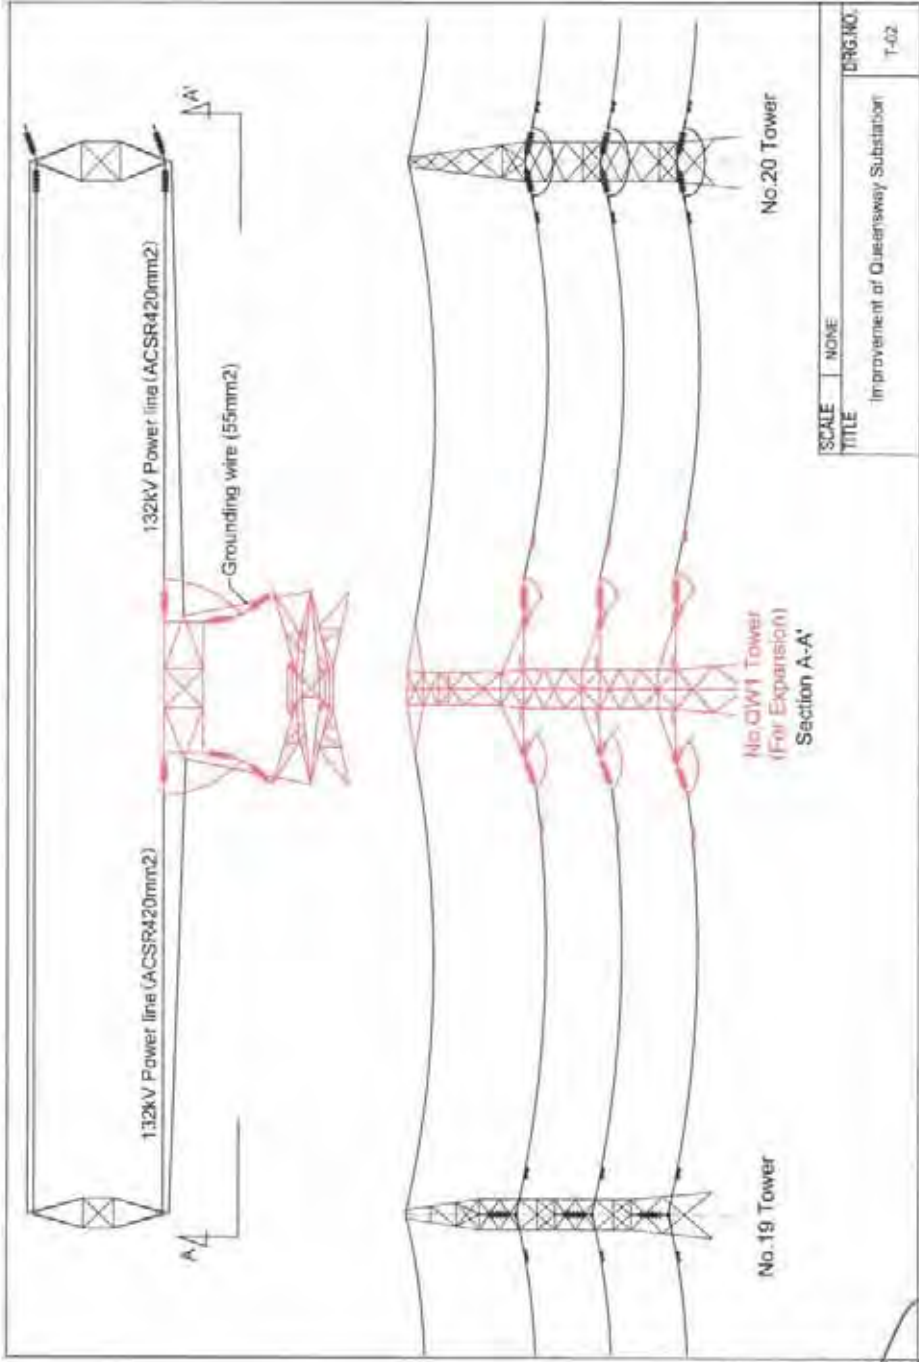 A
A'
132kV Power line (ACSR420mm2)
132kV Power line (ACSR420mm2)
Grounding wire (55mm2)
No.19 Tower
No.QW1 Tower
(For Expansion)
Section A-A'
No.20 Tower
SCALE NONE
TITLE DRG.NO.
Improvement of Queensway Substation T-02